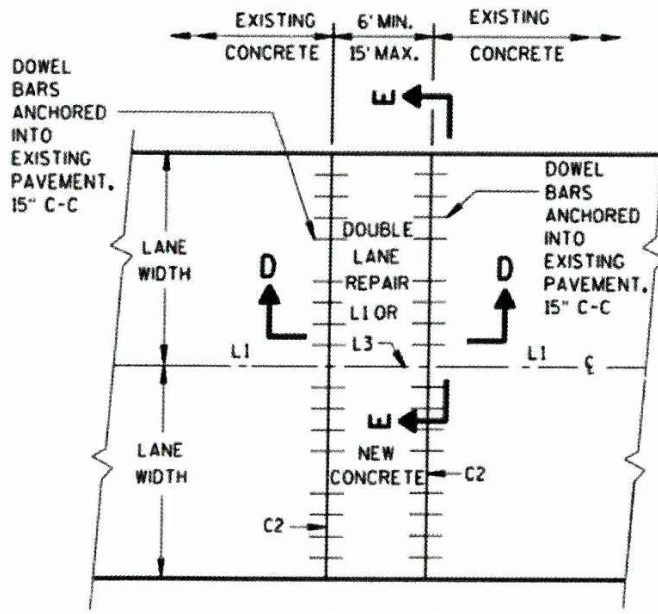 EXISTING
CONCRETE
6' MIN.
15' MAX.
EXISTING
CONCRETE
DOWEL
BARS
ANCHORED
INTO
EXISTING
PAVEMENT.
15" C-C
E
DOWEL
BARS
ANCHORED
INTO
EXISTING
PAVEMENT.
15" C-C
LANE
WIDTH
DOUBLE
LANE
REPAIR
L1 OR
L3
D
D
L1
L1
℄
E
LANE
WIDTH
NEW
CONCRETE
C2
C2